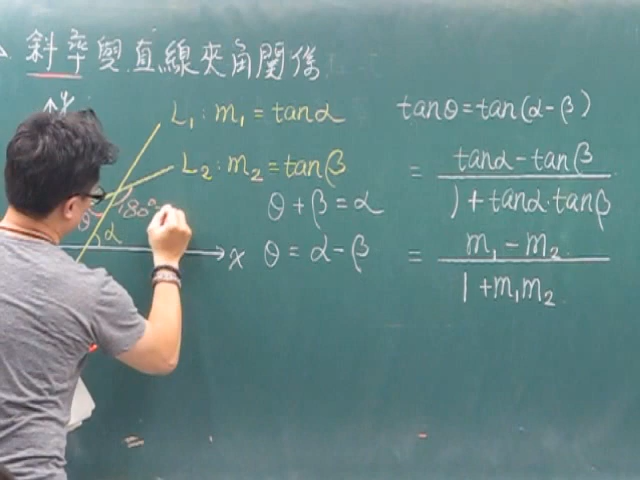 斜率與直線夾角關係
y
L₁: m₁ = tanα
L₂: m₂ = tanβ
θ
180°-
α
x
θ + β = α
θ = α - β
tanθ = tan(α - β)
= (tanα - tanβ) / (1 + tanα·tanβ)
= (m₁ - m₂) / (1 + m₁m₂)